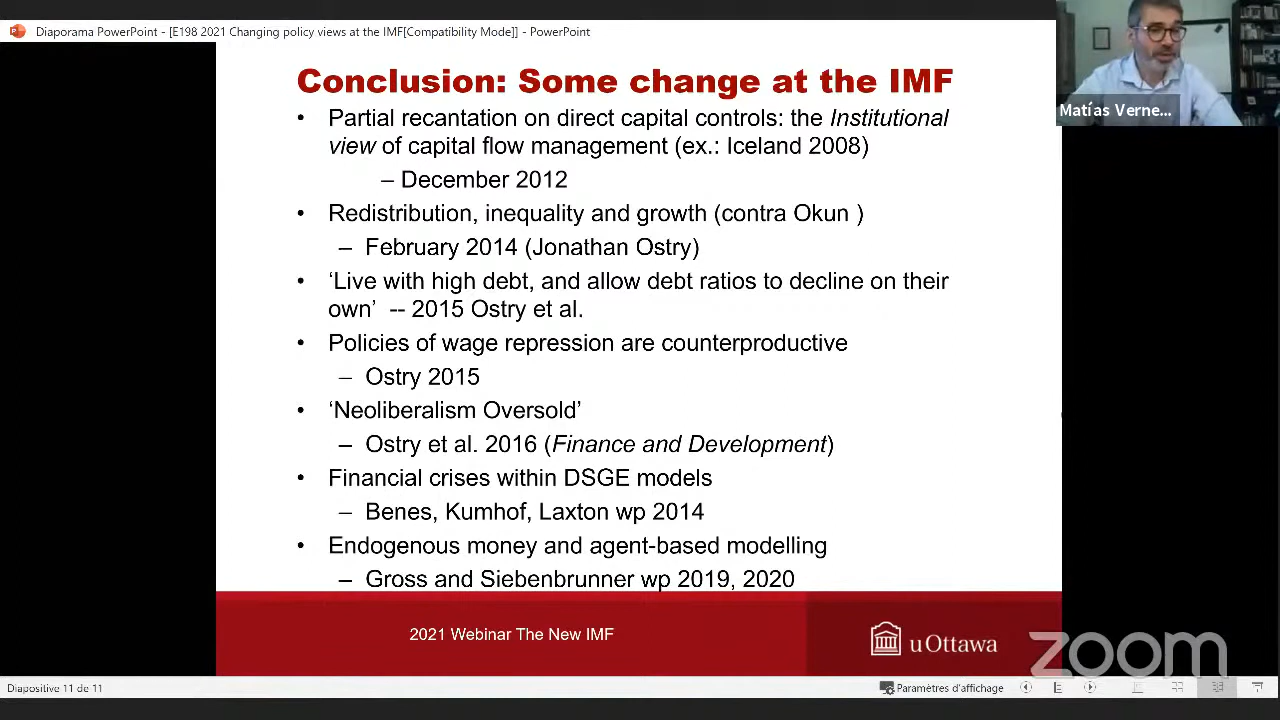 Diaporama PowerPoint - [E198 2021 Changing policy views at the IMF[Compatibility Mode]] - PowerPoint
Conclusion: Some change at the IMF
• Partial recantation on direct capital controls: the Institutional
view of capital flow management (ex.: Iceland 2008)
– December 2012
• Redistribution, inequality and growth (contra Okun )
– February 2014 (Jonathan Ostry)
• ‘Live with high debt, and allow debt ratios to decline on their
own’ -- 2015 Ostry et al.
• Policies of wage repression are counterproductive
– Ostry 2015
• ‘Neoliberalism Oversold’
– Ostry et al. 2016 (Finance and Development)
• Financial crises within DSGE models
– Benes, Kumhof, Laxton wp 2014
• Endogenous money and agent-based modelling
– Gross and Siebenbrunner wp 2019, 2020
2021 Webinar The New IMF
uOttawa
Matías Verne...
zoom
Diapositive 11 de 11
Paramètres d'affichage